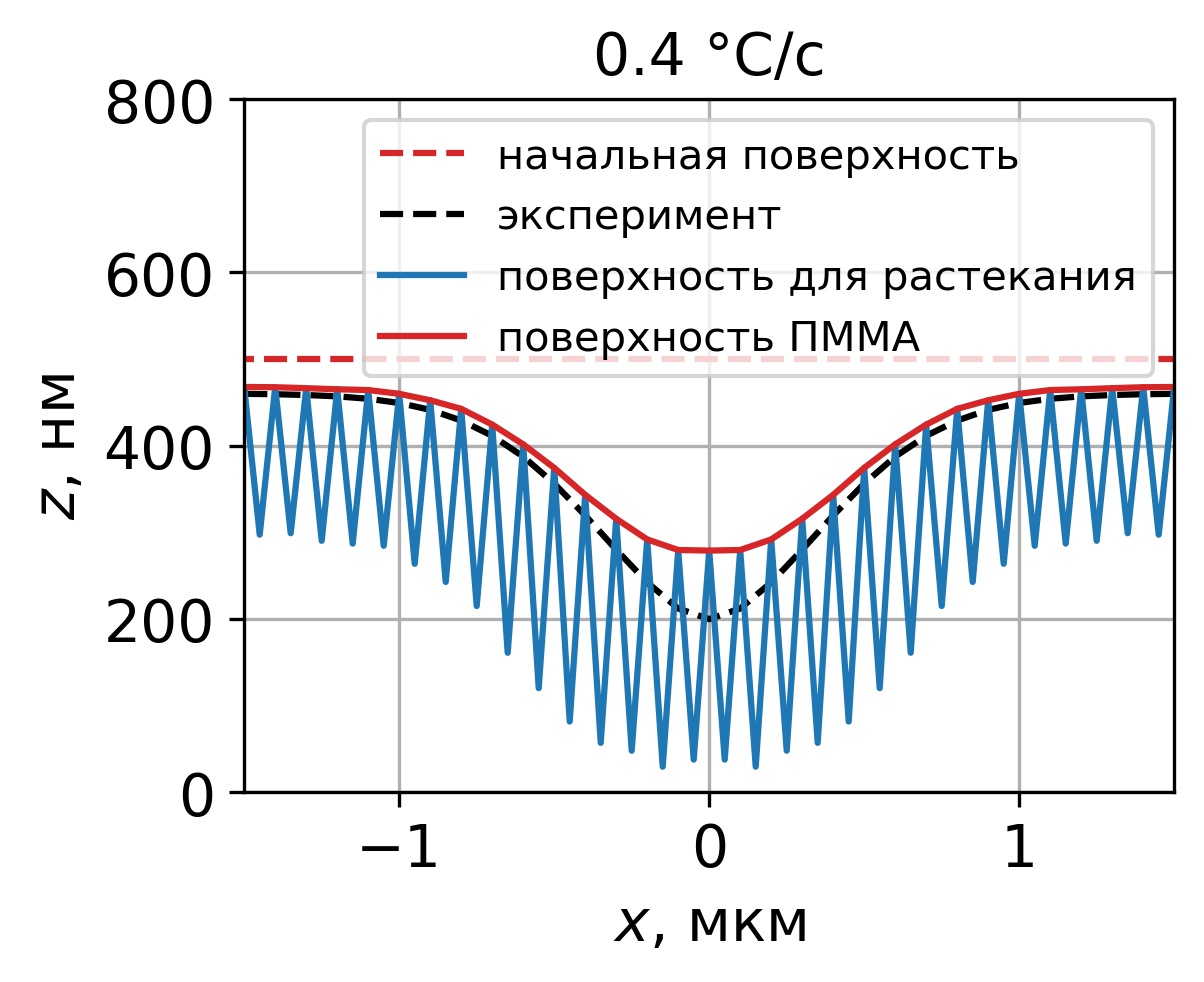 0.4 °C/с
800
600
400
200
0
z, нм
начальная поверхность
эксперимент
поверхность для растекания
поверхность ПММА
−1
0
1
x, мкм